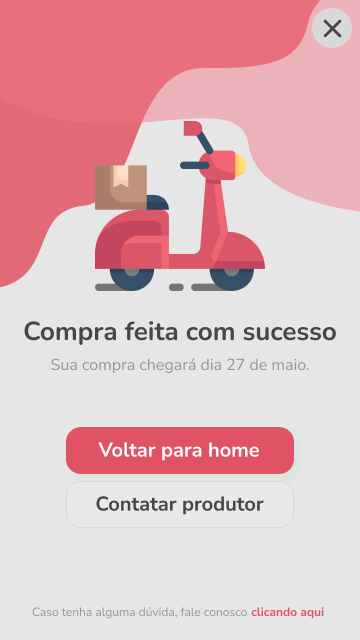 Compra feita com sucesso
Sua compra chegará dia 27 de maio.
Voltar para home
Contatar produtor
Caso tenha alguma dúvida, fale conosco clicando aqui